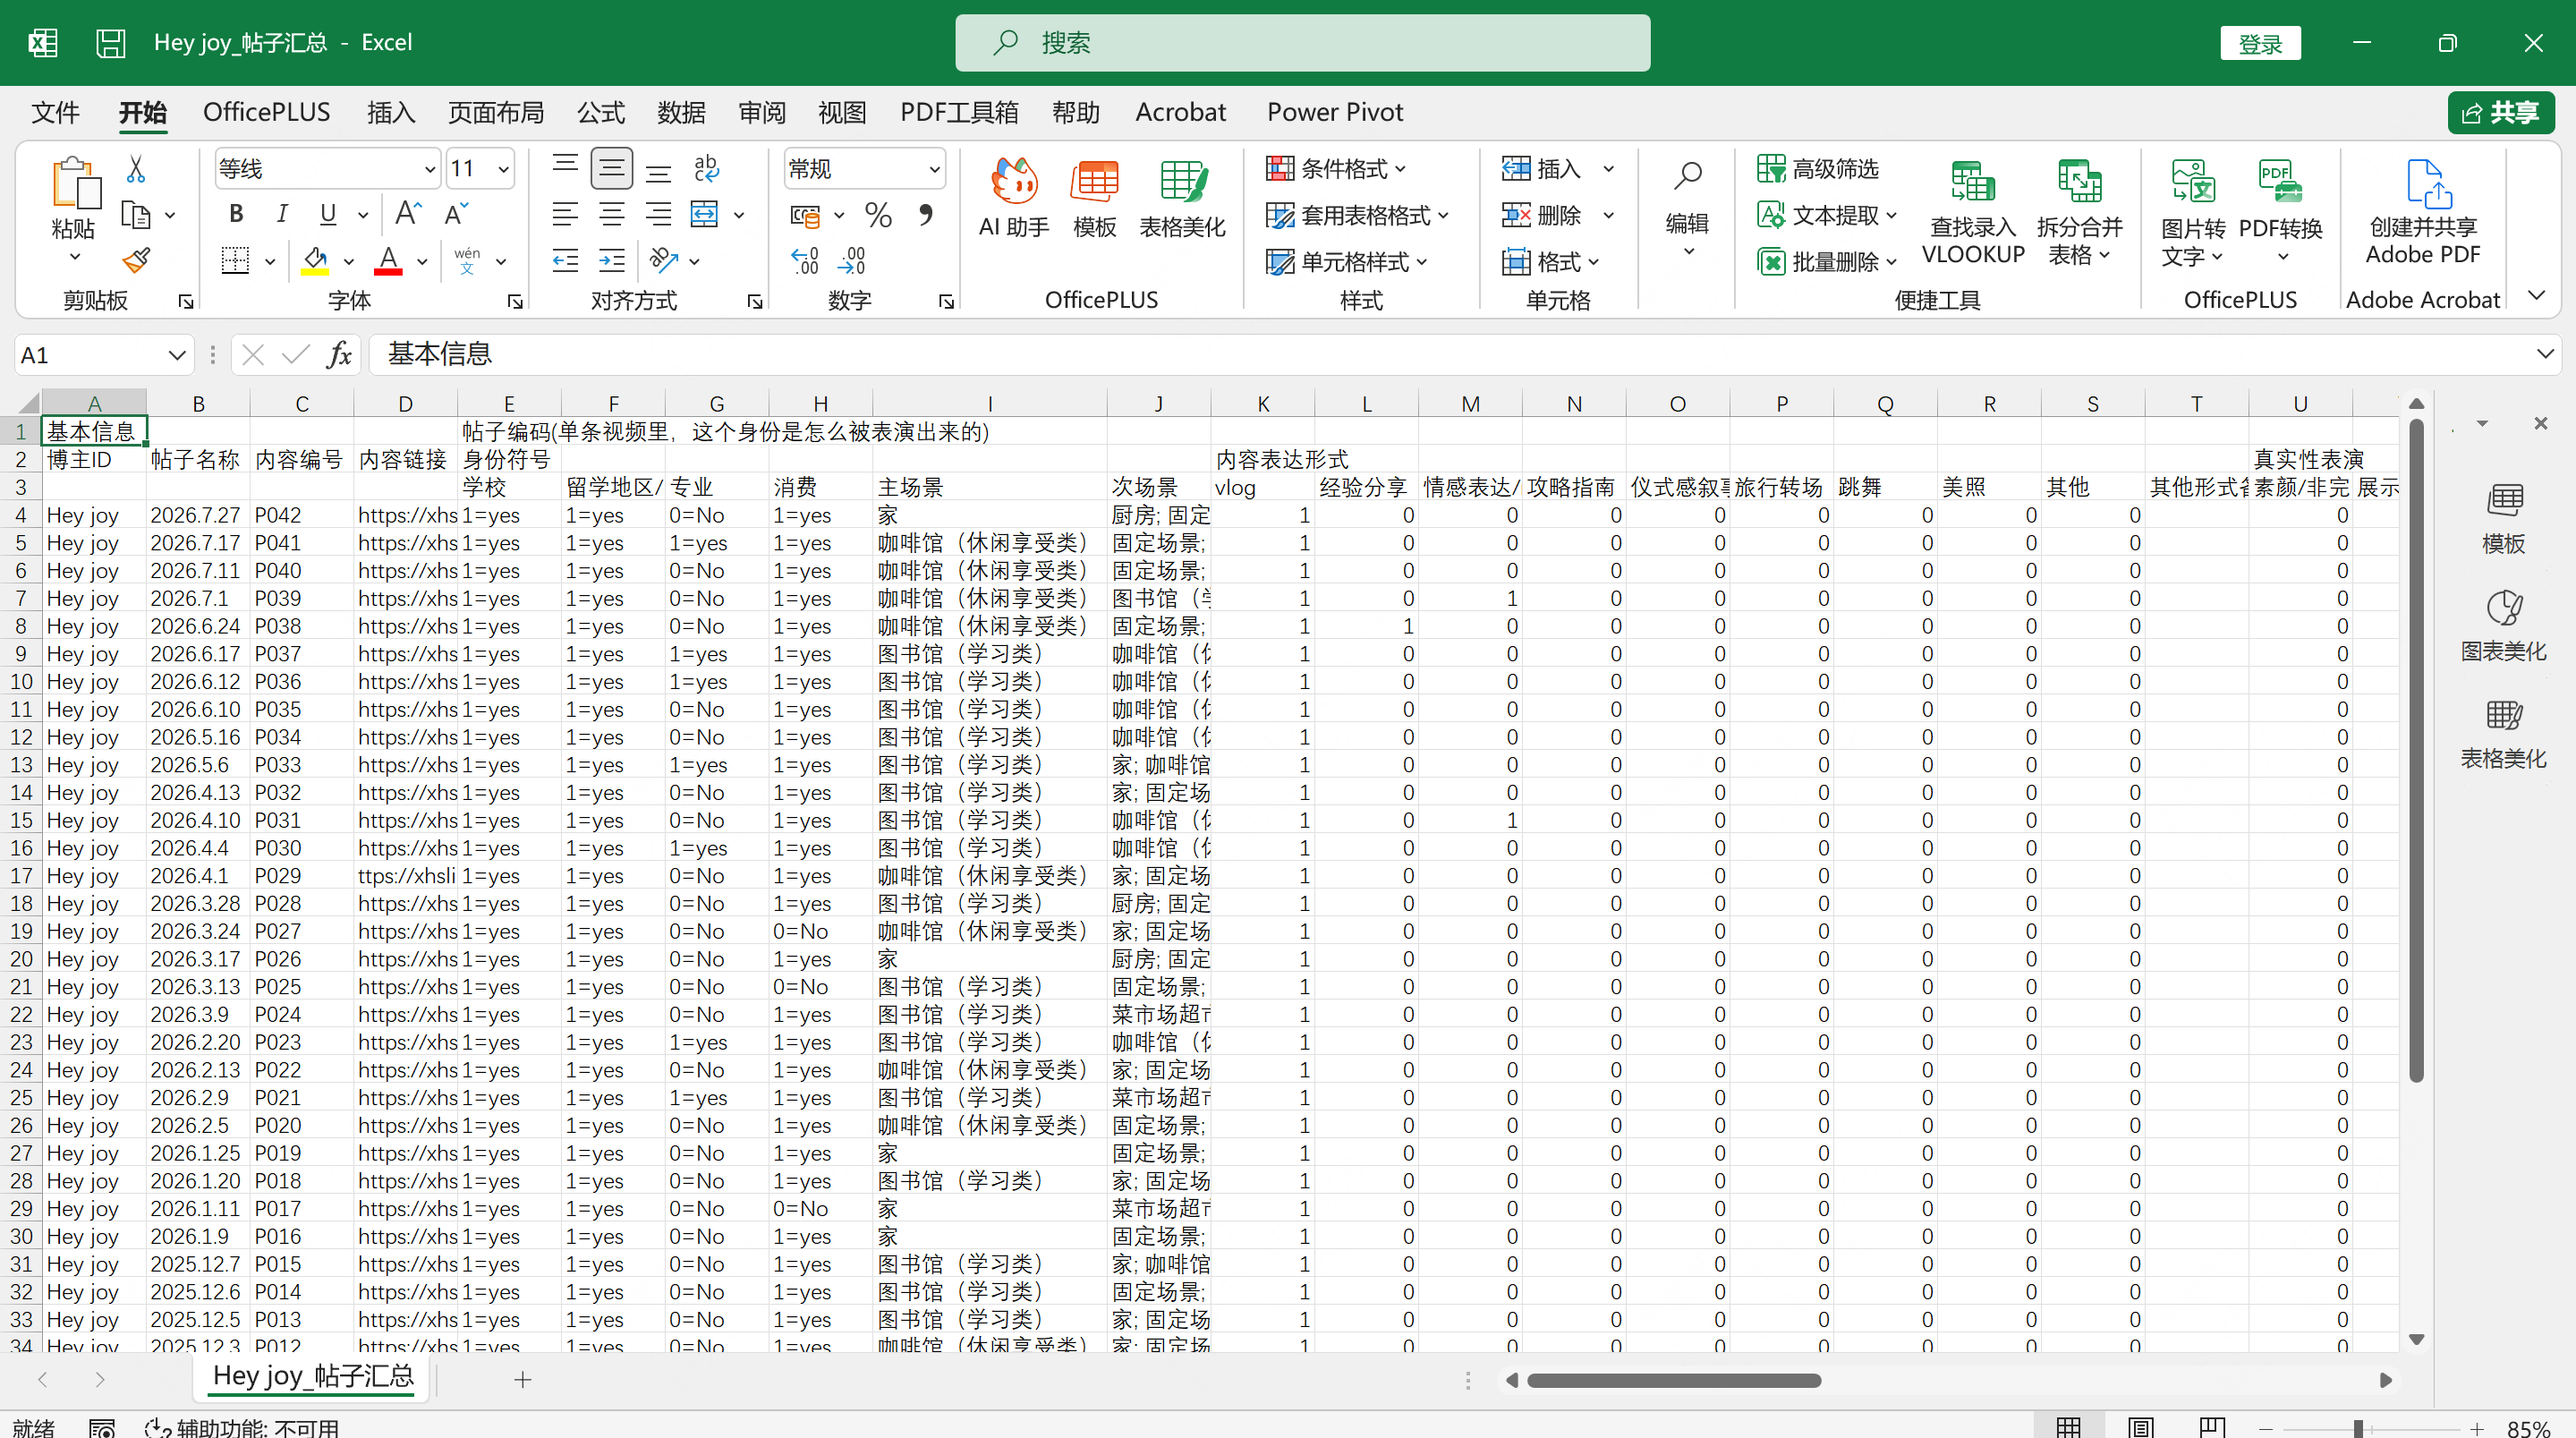 Hey joy_帖子汇总 - Excel
搜索
登录
文件 开始 OfficePLUS 插入 页面布局 公式 数据 审阅 视图 PDF工具箱 帮助 Acrobat Power Pivot
共享
粘贴
剪贴板
等线 11
B I U A A
wén 文
字体
ab
对齐方式
常规
% 
.00 .00
数字
AI 助手 模板 表格美化
OfficePLUS
条件格式
套用表格格式
单元格样式
样式
插入
删除
格式
单元格
编辑
高级筛选
文本提取
批量删除
查找录入 VLOOKUP
拆分合并 表格
便捷工具
图片转 文字
PDF转换
OfficePLUS
创建并共享 Adobe PDF
Adobe Acrobat
A1 fx 基本信息
A B C D E F G H I J K L M N O P Q R S T U
1 基本信息 帖子编码(单条视频里，这个身份是怎么被表演出来的)
2 博主ID 帖子名称 内容编号 内容链接 身份符号 内容表达形式 真实性表演
3 学校 留学地区/ 专业 消费 主场景 次场景 vlog 经验分享 情感表达/ 攻略指南 仪式感叙 旅行转场 跳舞 美照 其他 其他形式 素颜/非完 展示
4 Hey joy 2026.7.27 P042 https://xhs 1=yes 1=yes 0=No 1=yes 家 厨房; 固定 1 0 0 0 0 0 0 0 0 0
5 Hey joy 2026.7.17 P041 https://xhs 1=yes 1=yes 1=yes 1=yes 咖啡馆（休闲享受类） 固定场景; 1 0 0 0 0 0 0 0 0 0
6 Hey joy 2026.7.11 P040 https://xhs 1=yes 1=yes 0=No 1=yes 咖啡馆（休闲享受类） 固定场景; 1 0 0 0 0 0 0 0 0 0
7 Hey joy 2026.7.1 P039 https://xhs 1=yes 1=yes 0=No 1=yes 咖啡馆（休闲享受类） 图书馆（学 1 0 1 0 0 0 0 0 0 0
8 Hey joy 2026.6.24 P038 https://xhs 1=yes 1=yes 0=No 1=yes 咖啡馆（休闲享受类） 固定场景; 1 1 0 0 0 0 0 0 0 0
9 Hey joy 2026.6.17 P037 https://xhs 1=yes 1=yes 1=yes 1=yes 图书馆（学习类） 咖啡馆（休 1 0 0 0 0 0 0 0 0 0
10 Hey joy 2026.6.12 P036 https://xhs 1=yes 1=yes 1=yes 1=yes 图书馆（学习类） 咖啡馆（休 1 0 0 0 0 0 0 0 0 0
11 Hey joy 2026.6.10 P035 https://xhs 1=yes 1=yes 0=No 1=yes 图书馆（学习类） 咖啡馆（休 1 0 0 0 0 0 0 0 0 0
12 Hey joy 2026.5.16 P034 https://xhs 1=yes 1=yes 0=No 1=yes 图书馆（学习类） 咖啡馆（休 1 0 0 0 0 0 0 0 0 0
13 Hey joy 2026.5.6 P033 https://xhs 1=yes 1=yes 1=yes 1=yes 图书馆（学习类） 家; 咖啡馆 1 0 0 0 0 0 0 0 0 0
14 Hey joy 2026.4.13 P032 https://xhs 1=yes 1=yes 0=No 1=yes 图书馆（学习类） 家; 固定场 1 0 0 0 0 0 0 0 0 0
15 Hey joy 2026.4.10 P031 https://xhs 1=yes 1=yes 0=No 1=yes 图书馆（学习类） 咖啡馆（休 1 0 1 0 0 0 0 0 0 0
16 Hey joy 2026.4.4 P030 https://xhs 1=yes 1=yes 1=yes 1=yes 图书馆（学习类） 咖啡馆（休 1 0 0 0 0 0 0 0 0 0
17 Hey joy 2026.4.1 P029 ttps://xhsli 1=yes 1=yes 0=No 1=yes 咖啡馆（休闲享受类） 家; 固定场 1 0 0 0 0 0 0 0 0 0
18 Hey joy 2026.3.28 P028 https://xhs 1=yes 1=yes 0=No 1=yes 图书馆（学习类） 厨房; 固定 1 0 0 0 0 0 0 0 0 0
19 Hey joy 2026.3.24 P027 https://xhs 1=yes 1=yes 0=No 0=No 咖啡馆（休闲享受类） 家; 固定场 1 0 0 0 0 0 0 0 0 0
20 Hey joy 2026.3.17 P026 https://xhs 1=yes 1=yes 0=No 1=yes 家 厨房; 固定 1 0 0 0 0 0 0 0 0 0
21 Hey joy 2026.3.13 P025 https://xhs 1=yes 1=yes 0=No 0=No 图书馆（学习类） 固定场景; 1 0 0 0 0 0 0 0 0 0
22 Hey joy 2026.3.9 P024 https://xhs 1=yes 1=yes 0=No 1=yes 图书馆（学习类） 菜市场超市 1 0 0 0 0 0 0 0 0 0
23 Hey joy 2026.2.20 P023 https://xhs 1=yes 1=yes 1=yes 1=yes 图书馆（学习类） 咖啡馆（休 1 0 0 0 0 0 0 0 0 0
24 Hey joy 2026.2.13 P022 https://xhs 1=yes 1=yes 0=No 1=yes 咖啡馆（休闲享受类） 家; 固定场 1 0 0 0 0 0 0 0 0 0
25 Hey joy 2026.2.9 P021 https://xhs 1=yes 1=yes 1=yes 1=yes 图书馆（学习类） 菜市场超市 1 0 0 0 0 0 0 0 0 0
26 Hey joy 2026.2.5 P020 https://xhs 1=yes 1=yes 0=No 1=yes 咖啡馆（休闲享受类） 固定场景; 1 0 0 0 0 0 0 0 0 0
27 Hey joy 2026.1.25 P019 https://xhs 1=yes 1=yes 0=No 1=yes 家 固定场景; 1 0 0 0 0 0 0 0 0 0
28 Hey joy 2026.1.20 P018 https://xhs 1=yes 1=yes 0=No 1=yes 图书馆（学习类） 家; 固定场 1 0 0 0 0 0 0 0 0 0
29 Hey joy 2026.1.11 P017 https://xhs 1=yes 1=yes 0=No 0=No 家 菜市场超市 1 0 0 0 0 0 0 0 0 0
30 Hey joy 2026.1.9 P016 https://xhs 1=yes 1=yes 0=No 1=yes 家 固定场景; 1 0 0 0 0 0 0 0 0 0
31 Hey joy 2025.12.7 P015 https://xhs 1=yes 1=yes 0=No 1=yes 图书馆（学习类） 家; 咖啡馆 1 0 0 0 0 0 0 0 0 0
32 Hey joy 2025.12.6 P014 https://xhs 1=yes 1=yes 0=No 1=yes 图书馆（学习类） 固定场景; 1 0 0 0 0 0 0 0 0 0
33 Hey joy 2025.12.5 P013 https://xhs 1=yes 1=yes 0=No 1=yes 图书馆（学习类） 家; 固定场 1 0 0 0 0 0 0 0 0 0
34 Hey joy 2025.12.3 P012 https://xhs 1=yes 1=yes 0=No 1=yes 咖啡馆（休闲享受类） 家; 固定场 1 0 0 0 0 0 0 0 0 0
模板
图表美化
表格美化
Hey joy_帖子汇总
就绪 辅助功能: 不可用 85%